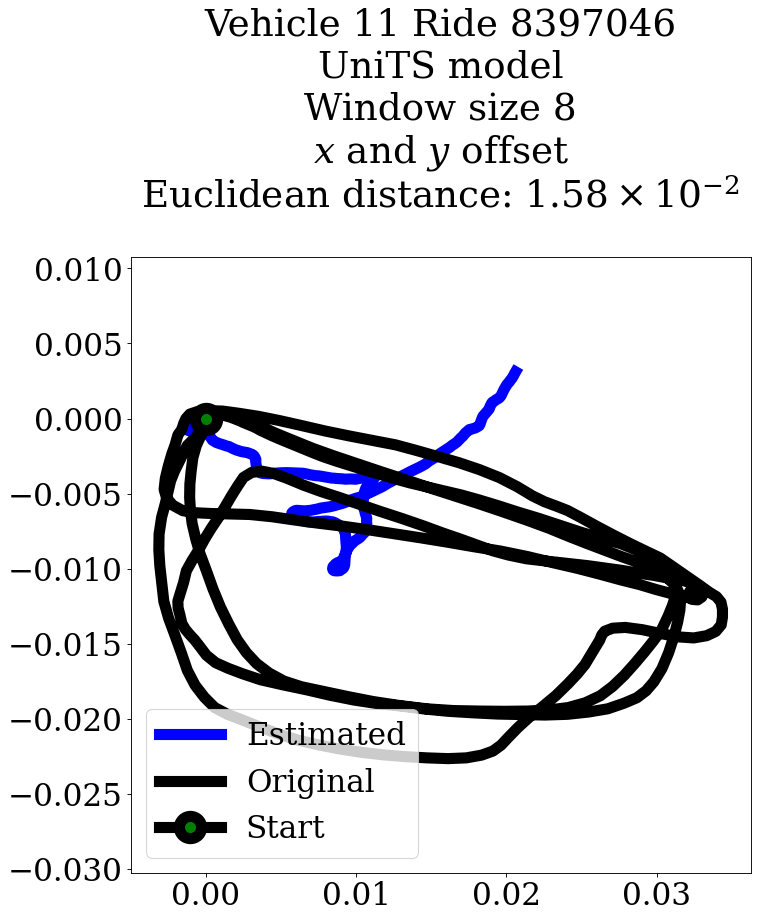 Vehicle 11 Ride 8397046
UniTS model
Window size 8
x and y offset
Euclidean distance: 1.58 × 10⁻²
0.010
0.005
0.000
−0.005
−0.010
−0.015
−0.020
−0.025
−0.030
Estimated
Original
Start
0.00 0.01 0.02 0.03